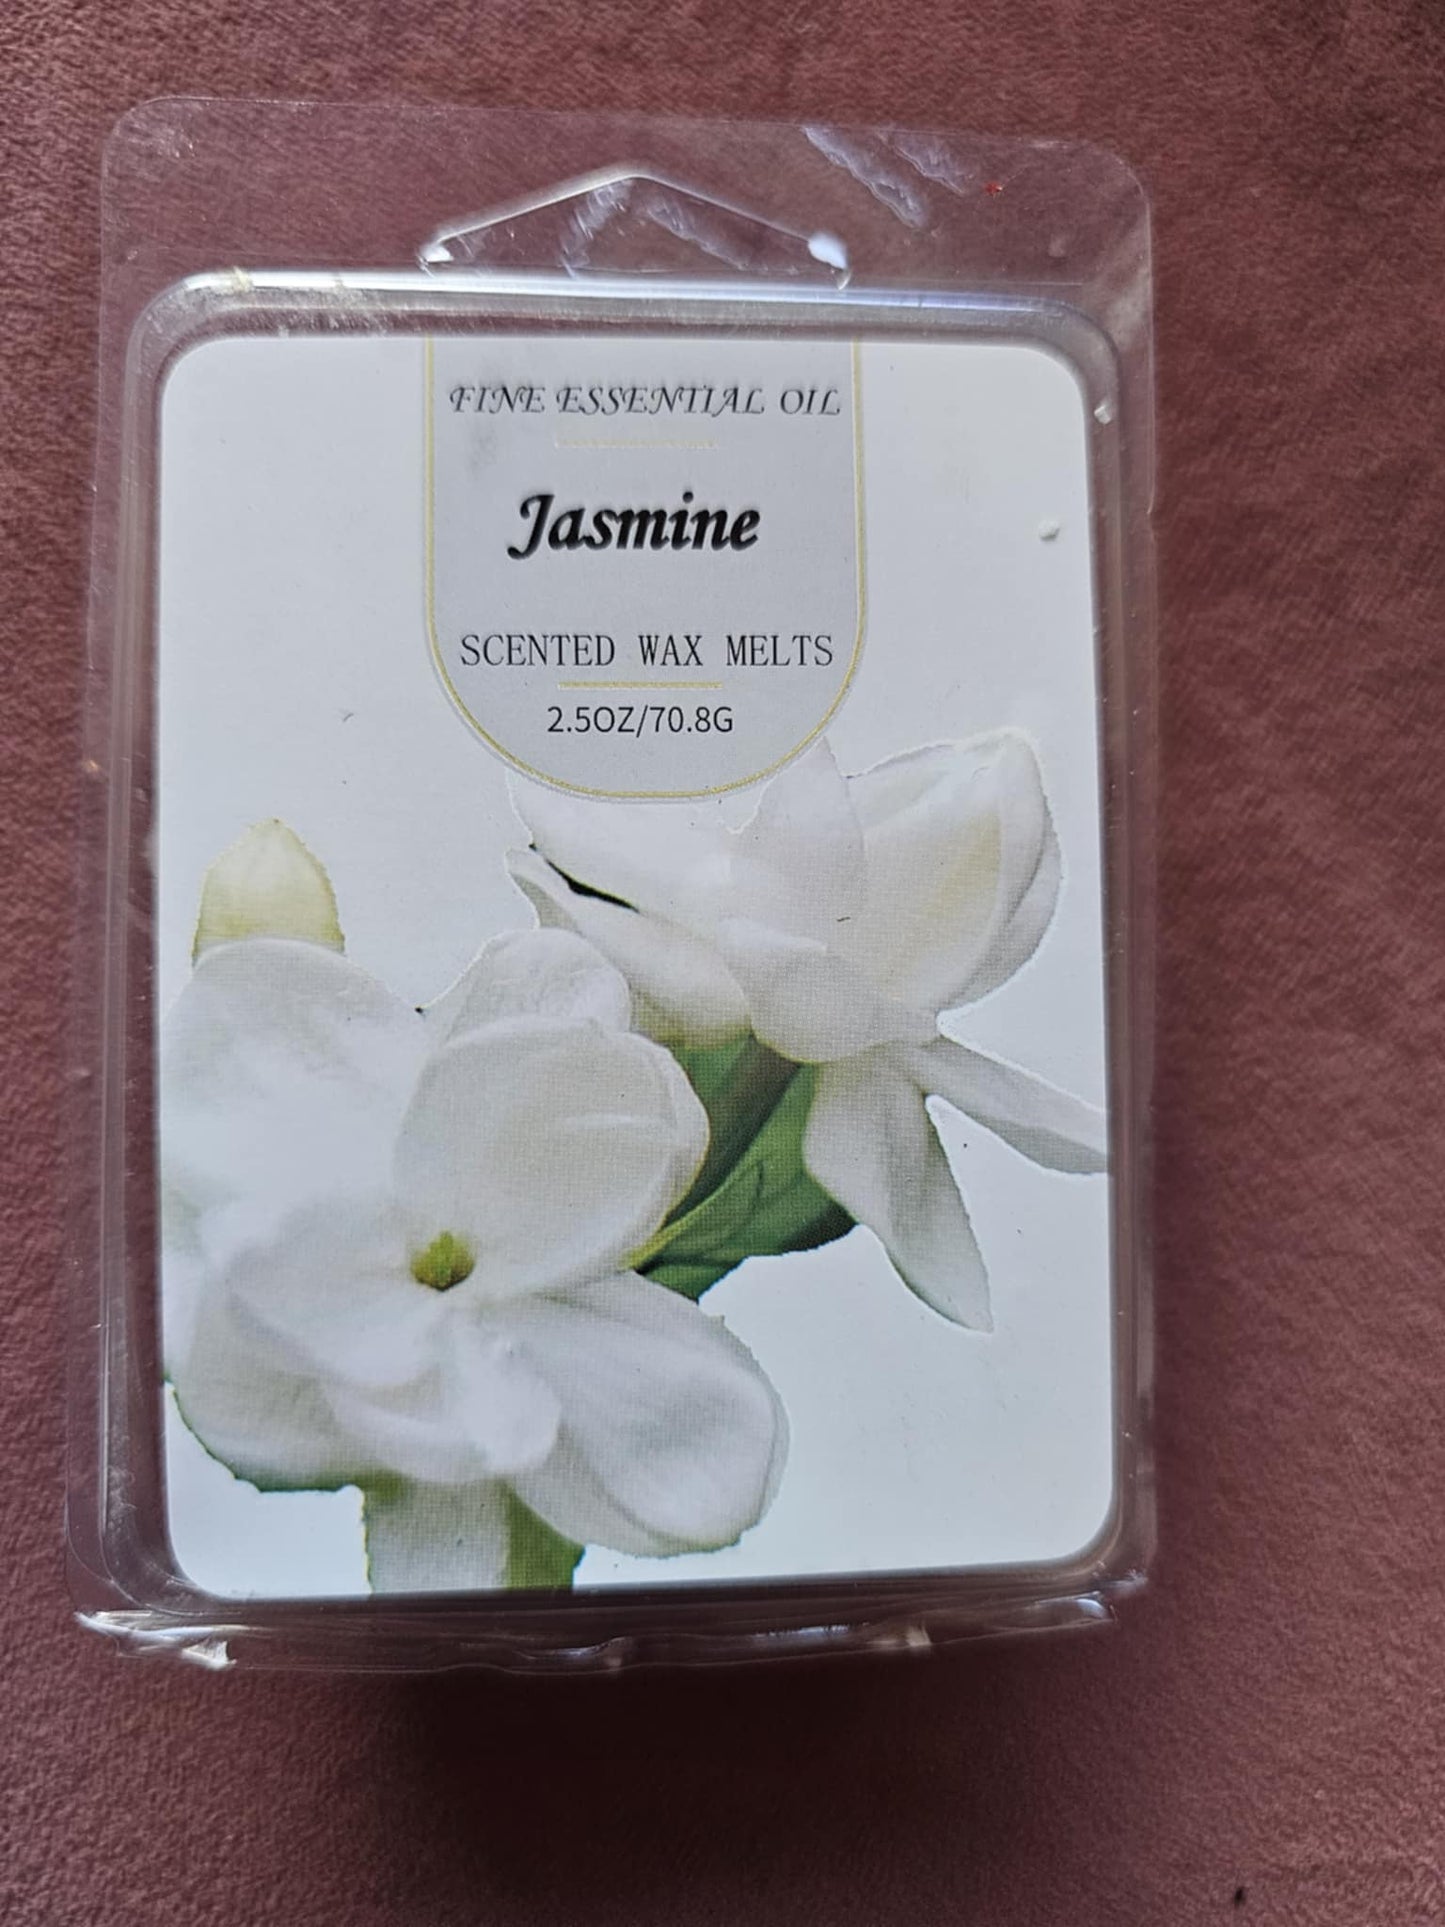 FINE ESSENTIAL OIL
Jasmine
SCENTED WAX MELTS
2.5OZ/70.8G